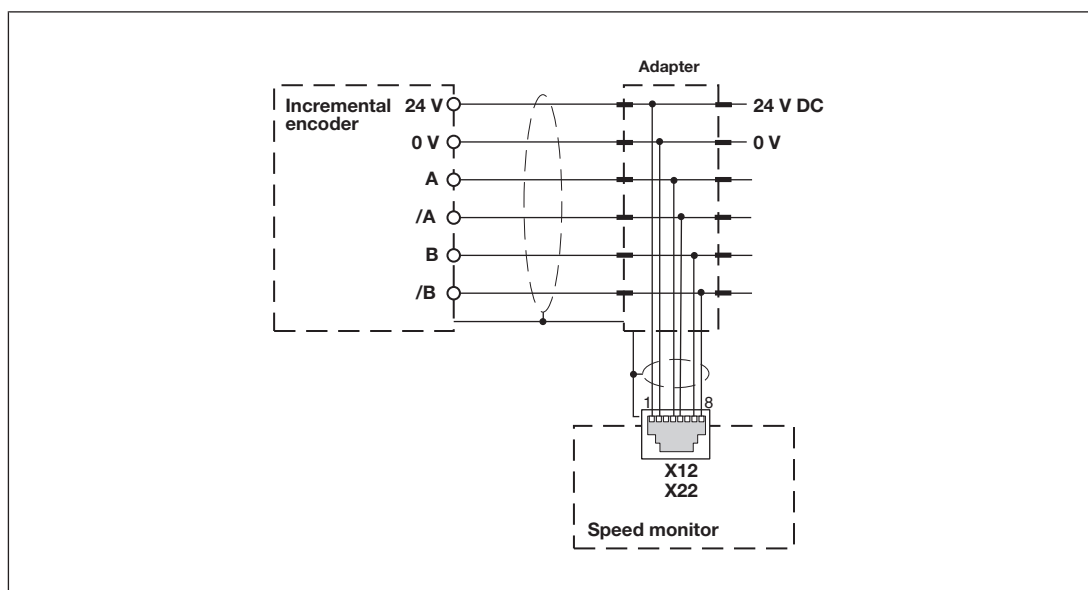 Adapter
Incremental encoder
24 V
24 V DC
0 V
0 V
A
/A
B
/B
1
8
X12
X22
Speed monitor